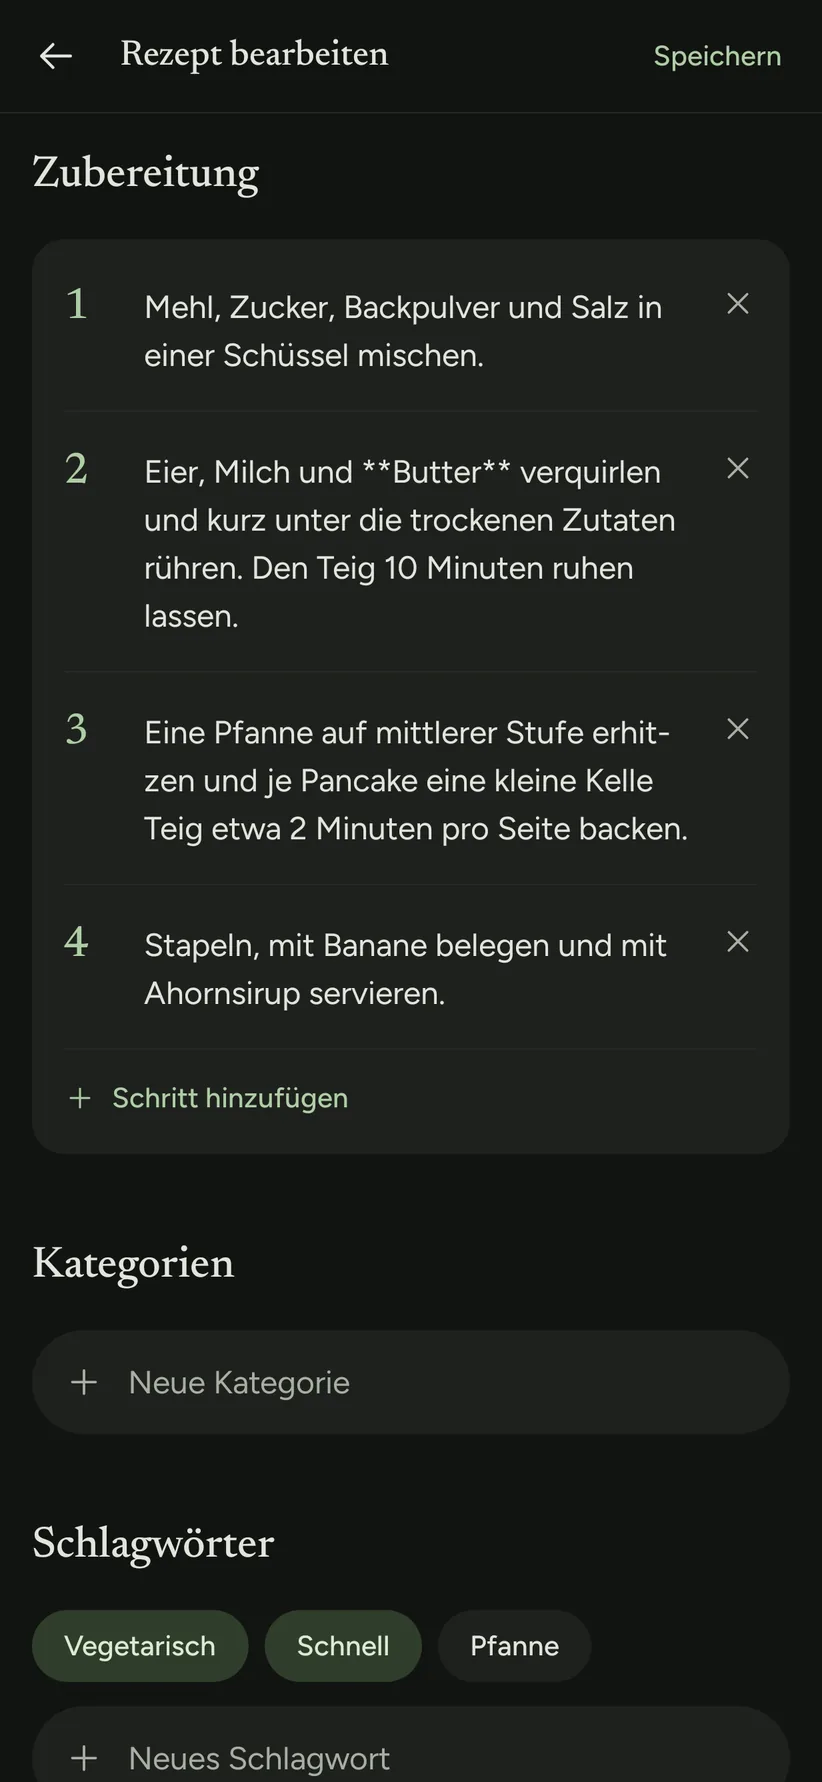 Rezept bearbeiten
Speichern
Zubereitung
1
Mehl, Zucker, Backpulver und Salz in
einer Schüssel mischen.
2
Eier, Milch und **Butter** verquirlen
und kurz unter die trockenen Zutaten
rühren. Den Teig 10 Minuten ruhen
lassen.
3
Eine Pfanne auf mittlerer Stufe erhit-
zen und je Pancake eine kleine Kelle
Teig etwa 2 Minuten pro Seite backen.
4
Stapeln, mit Banane belegen und mit
Ahornsirup servieren.
+ Schritt hinzufügen
Kategorien
+ Neue Kategorie
Schlagwörter
Vegetarisch Schnell Pfanne
+ Neues Schlagwort